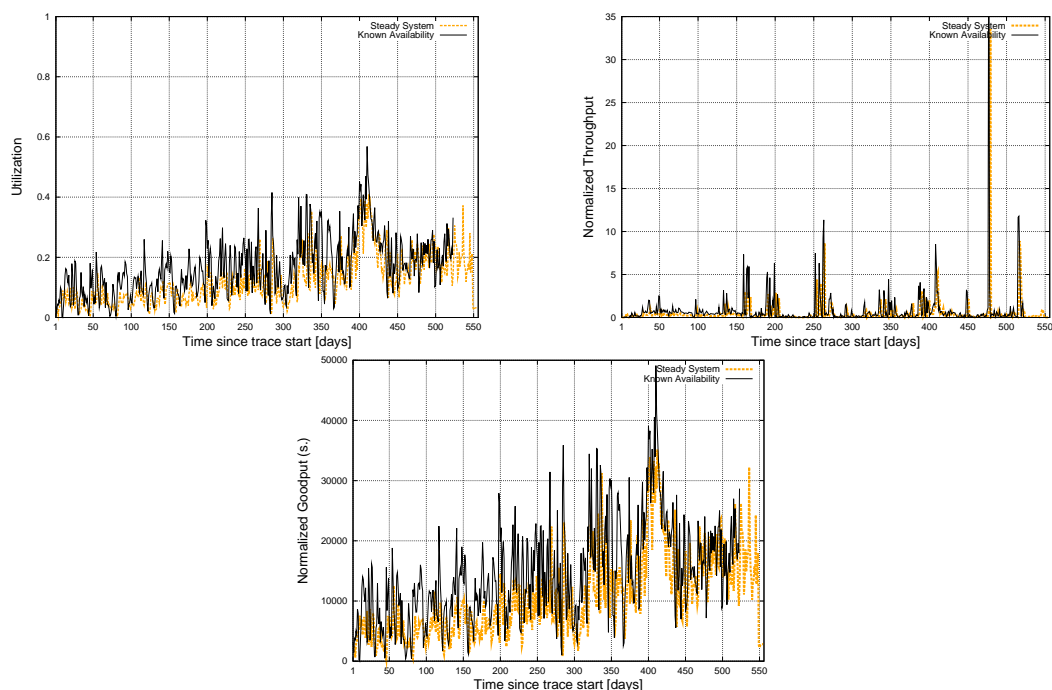 Steady System
Known Availability
1
0.8
0.6
0.4
0.2
0
1 50 100 150 200 250 300 350 400 450 500 550
Utilization
Time since trace start [days]
Steady System
Known Availability
35
30
25
20
15
10
5
0
1 50 100 150 200 250 300 350 400 450 500 550
Normalized Throughput
Time since trace start [days]
Steady System
Known Availability
50000
40000
30000
20000
10000
0
1 50 100 150 200 250 300 350 400 450 500 550
Normalized Goodput (s.)
Time since trace start [days]